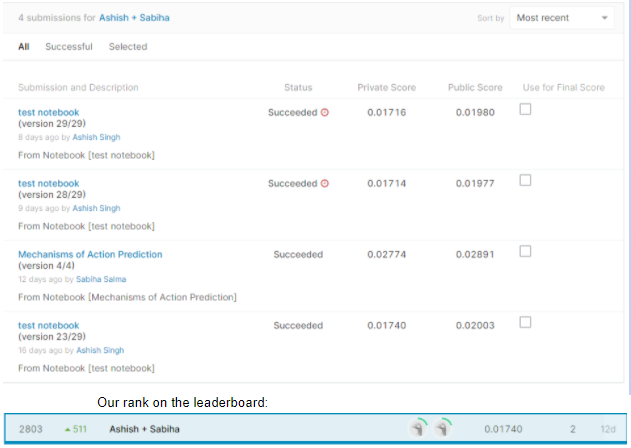 4 submissions for Ashish + Sabiha
Sort by Most recent
All Successful Selected
Submission and Description Status Private Score Public Score Use for Final Score
test notebook Succeeded 0.01716 0.01980
(version 29/29)
8 days ago by Ashish Singh
From Notebook [test notebook]
test notebook Succeeded 0.01714 0.01977
(version 28/29)
9 days ago by Ashish Singh
From Notebook [test notebook]
Mechanisms of Action Prediction Succeeded 0.02774 0.02891
(version 4/4)
12 days ago by Sabiha Salma
From Notebook [Mechanisms of Action Prediction]
test notebook Succeeded 0.01740 0.02003
(version 23/29)
16 days ago by Ashish Singh
From Notebook [test notebook]
Our rank on the leaderboard:
2803 511 Ashish + Sabiha 0.01740 2 12d